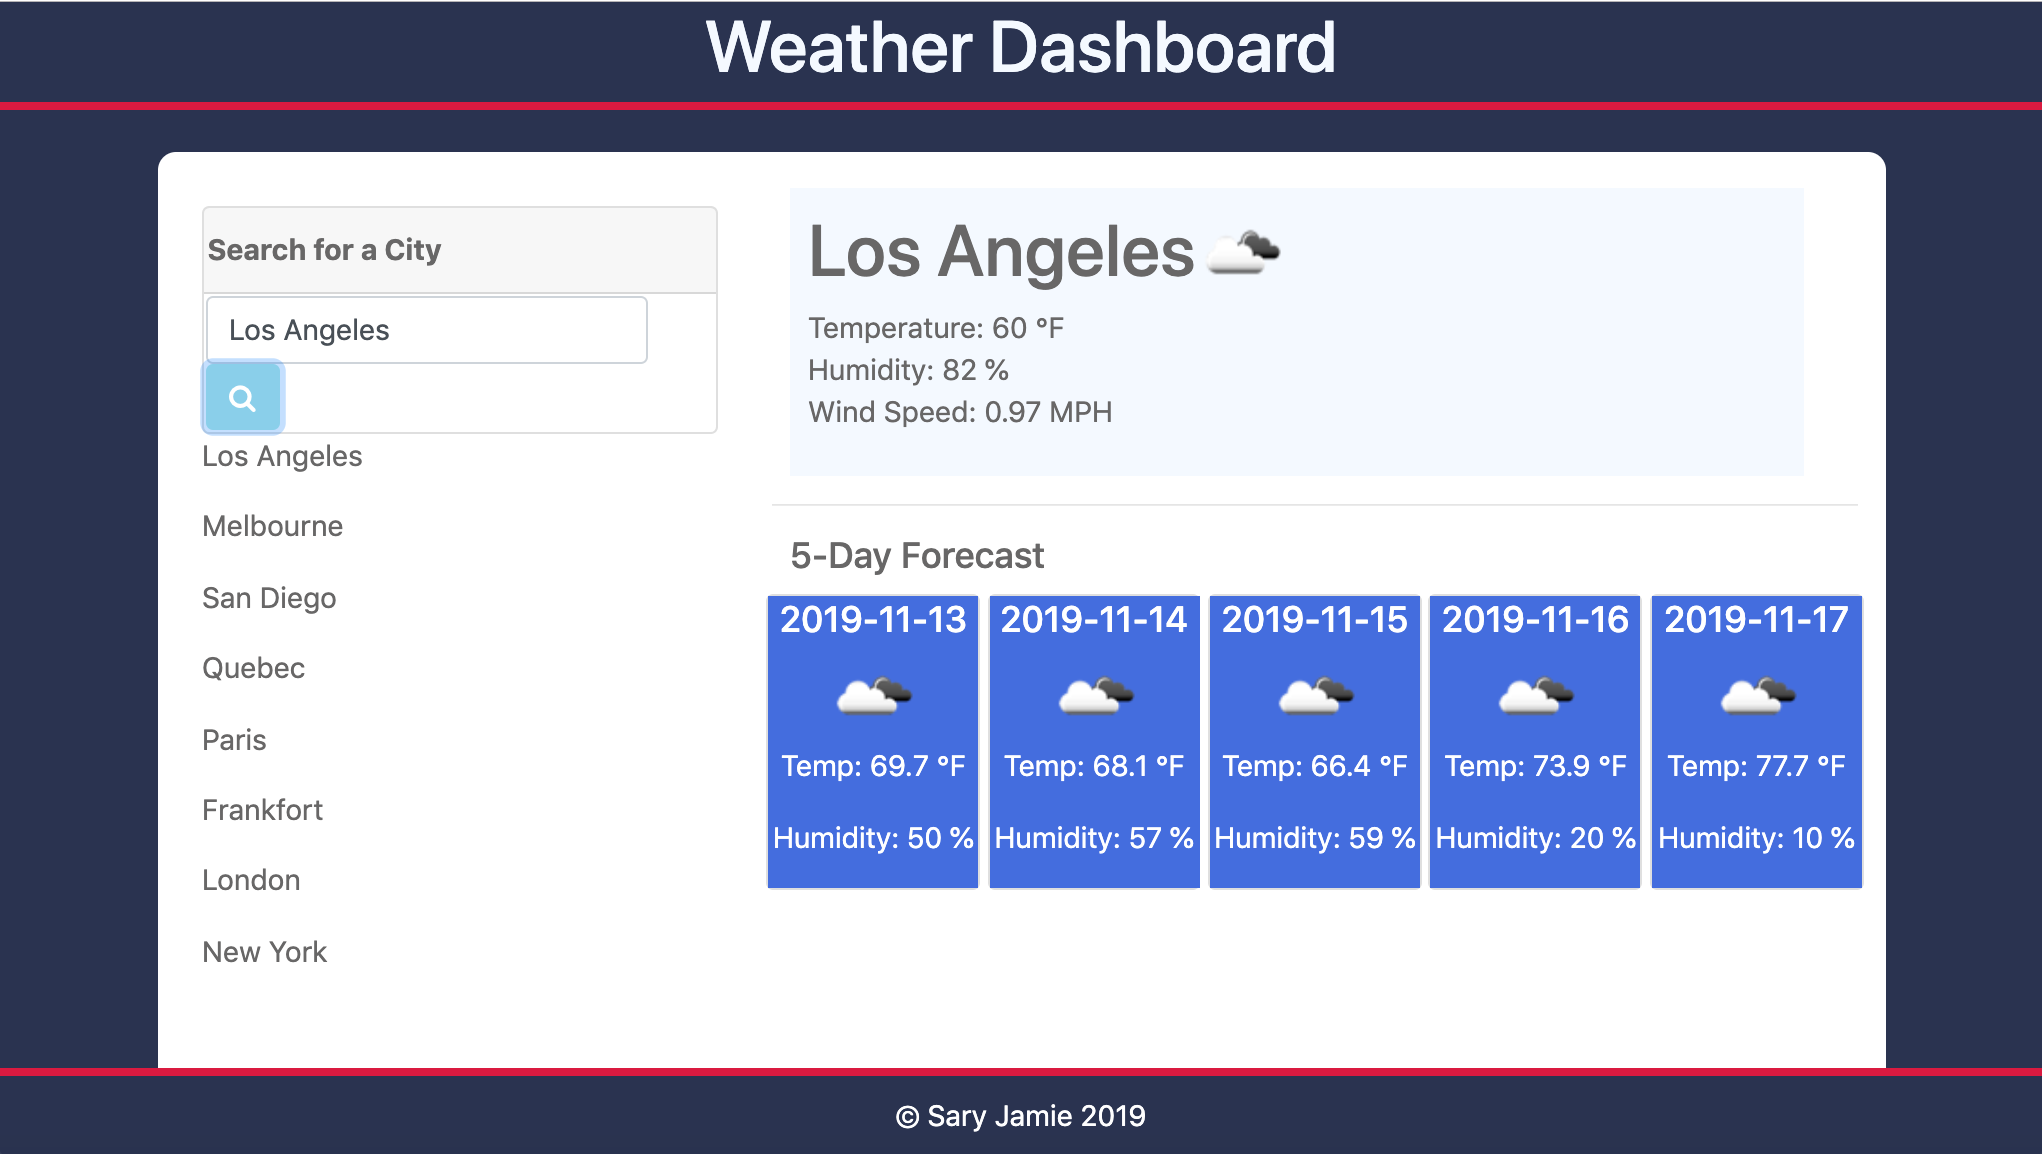 Weather Dashboard
Search for a City
Los Angeles
Los Angeles
Melbourne
San Diego
Quebec
Paris
Frankfort
London
New York
Los Angeles
Temperature: 60 °F
Humidity: 82 %
Wind Speed: 0.97 MPH
5-Day Forecast
2019-11-13
Temp: 69.7 °F
Humidity: 50 %
2019-11-14
Temp: 68.1 °F
Humidity: 57 %
2019-11-15
Temp: 66.4 °F
Humidity: 59 %
2019-11-16
Temp: 73.9 °F
Humidity: 20 %
2019-11-17
Temp: 77.7 °F
Humidity: 10 %
© Sary Jamie 2019